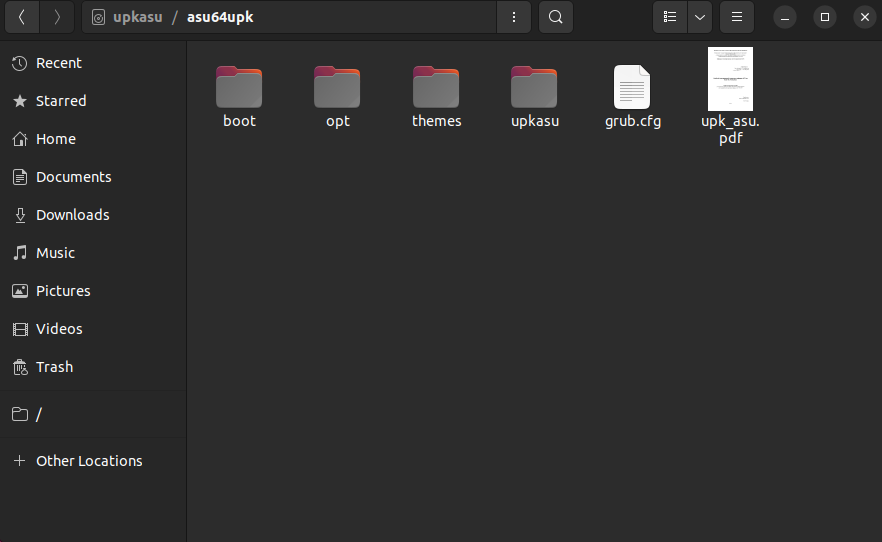 upkasu / asu64upk
Recent
Starred
Home
Documents
Downloads
Music
Pictures
Videos
Trash
/
Other Locations
boot
opt
themes
upkasu
grub.cfg
upk_asu.
pdf